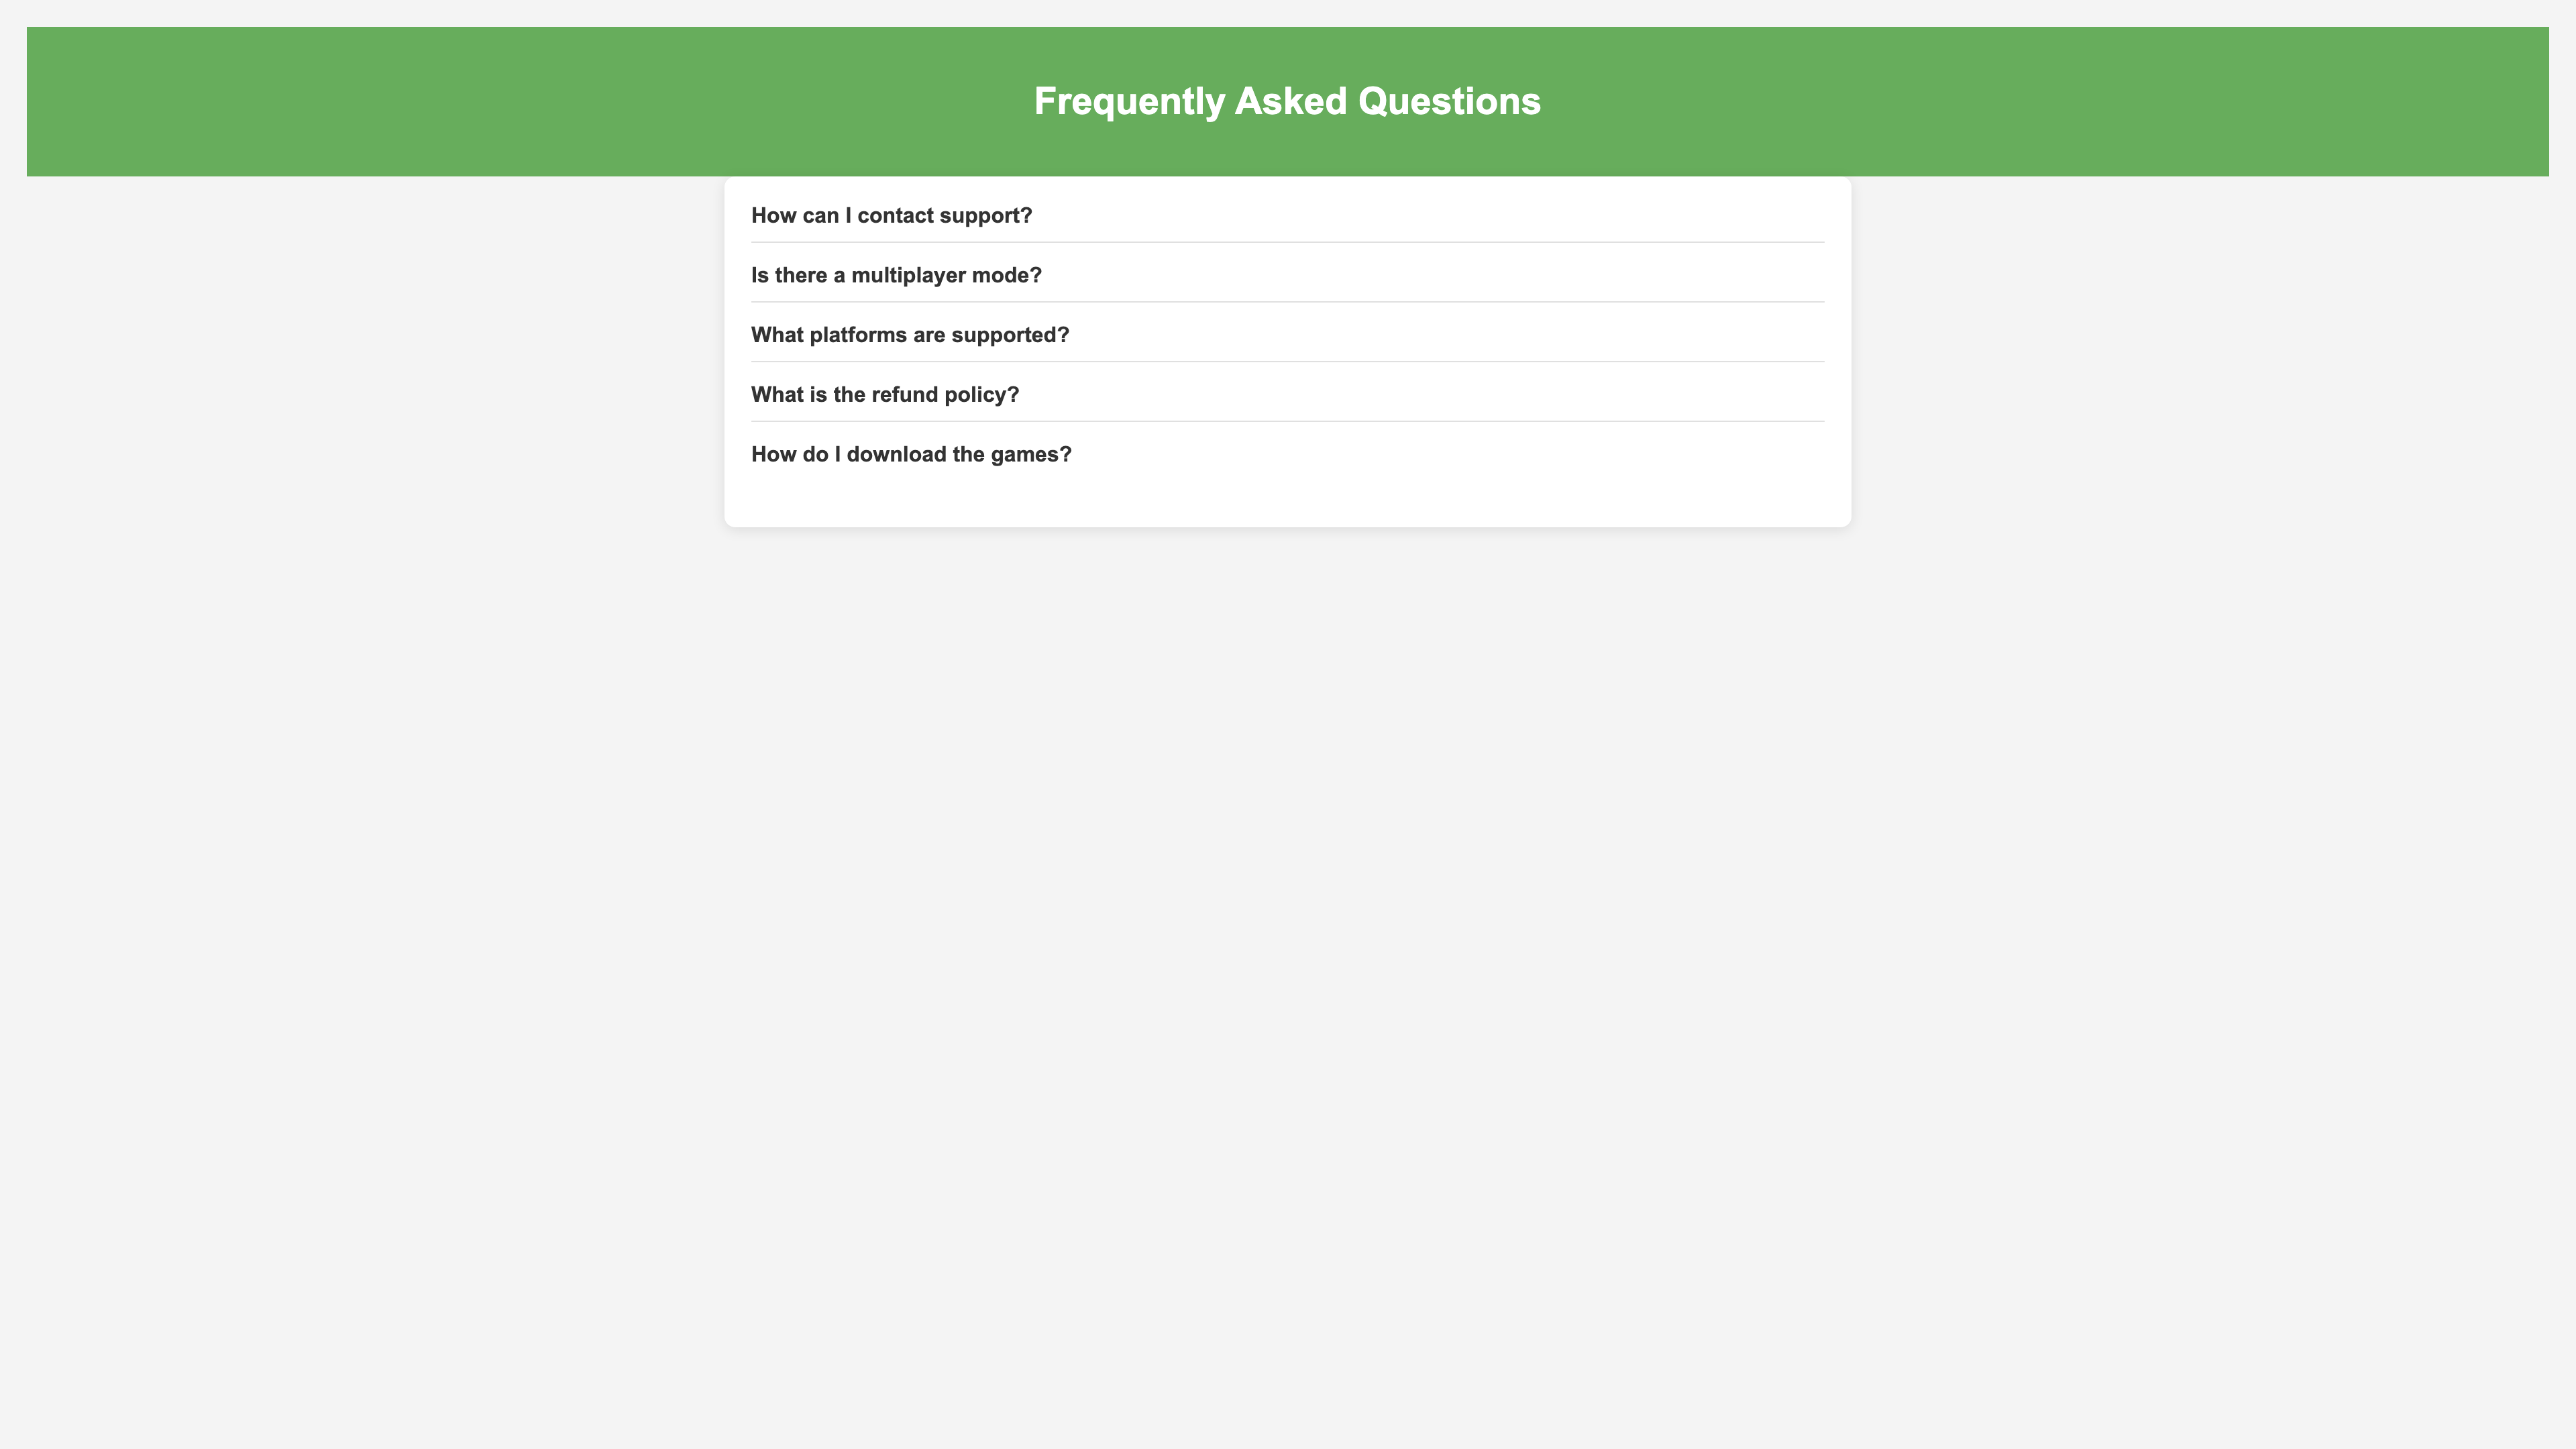 Frequently Asked Questions
How can I contact support?
Is there a multiplayer mode?
What platforms are supported?
What is the refund policy?
How do I download the games?